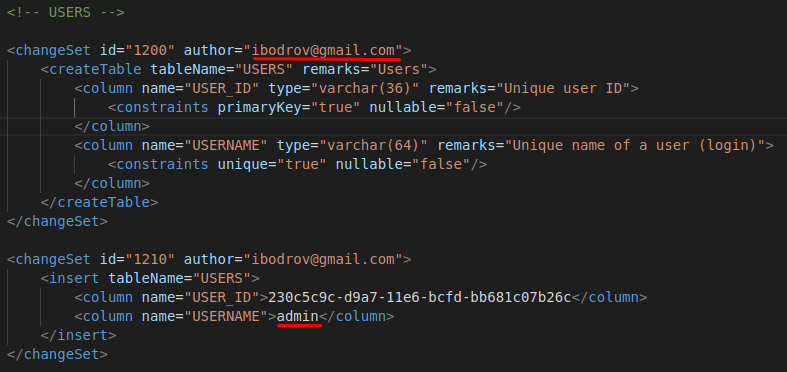 <!-- USERS -->
<changeSet id="1200" author="ibodrov@gmail.com">
<createTable tableName="USERS" remarks="Users">
<column name="USER_ID" type="varchar(36)" remarks="Unique user ID">
<constraints primaryKey="true" nullable="false"/>
</column>
<column name="USERNAME" type="varchar(64)" remarks="Unique name of a user (login)">
<constraints unique="true" nullable="false"/>
</column>
</createTable>
</changeSet>
<changeSet id="1210" author="ibodrov@gmail.com">
<insert tableName="USERS">
<column name="USER_ID">230c5c9c-d9a7-11e6-bcfd-bb681c07b26c</column>
<column name="USERNAME">admin</column>
</insert>
</changeSet>